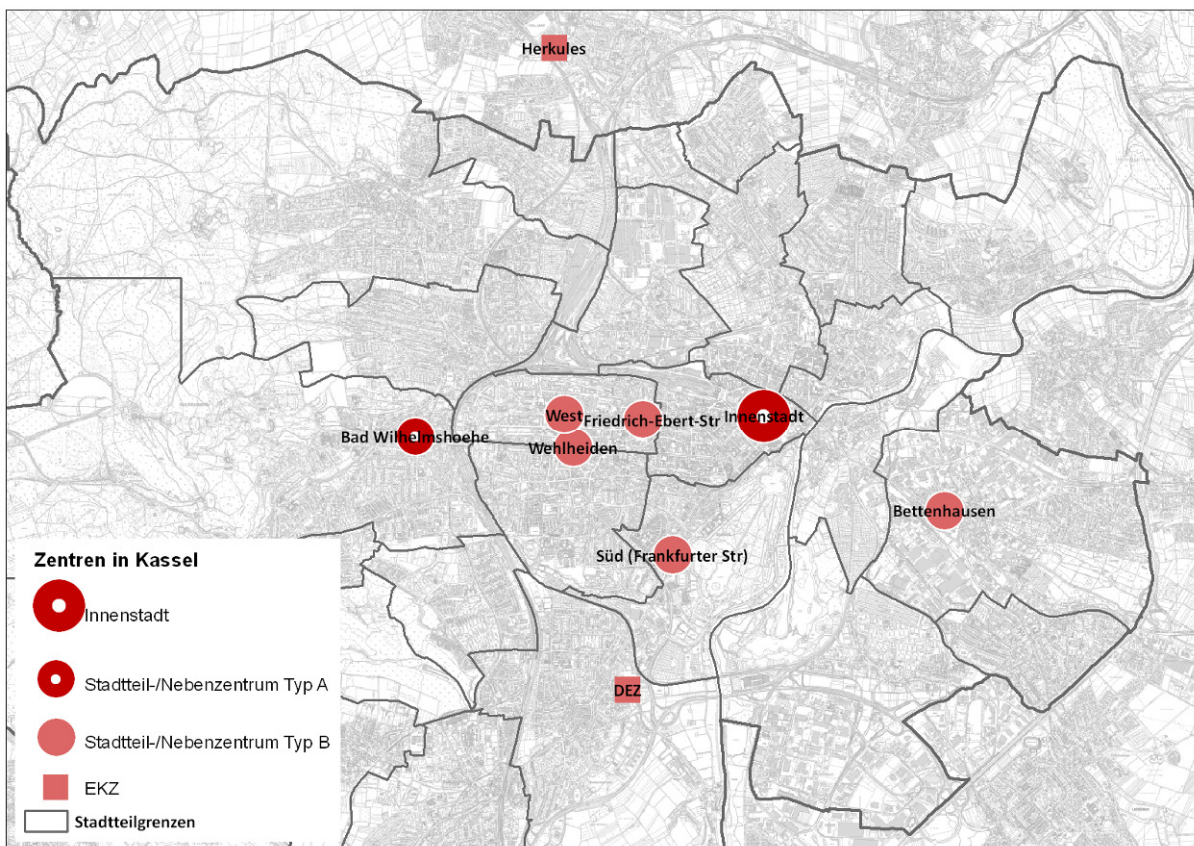 Herkules
West
Friedrich-Ebert-Str
Innenstadt
Bad Wilhelmshoehe
Wehlheiden
Bettenhausen
Süd (Frankfurter Str)
DEZ
Zentren in Kassel
Innenstadt
Stadtteil-/Nebenzentrum Typ A
Stadtteil-/Nebenzentrum Typ B
EKZ
Stadtteilgrenzen